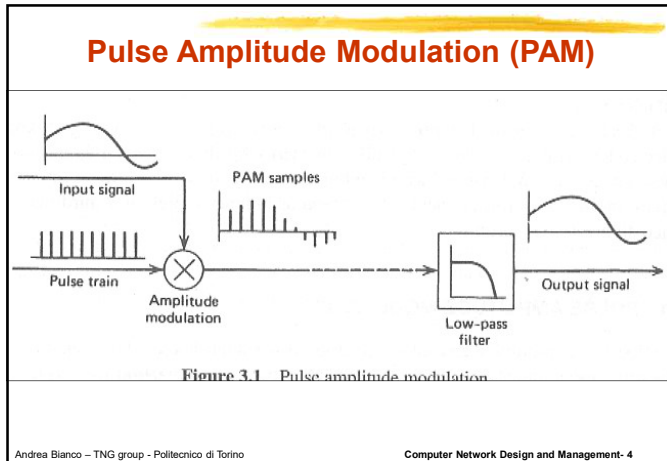 Pulse Amplitude Modulation (PAM)
Input signal
PAM samples
Pulse train
Amplitude
modulation
Output signal
Low-pass
filter
Figure 3.1 Pulse amplitude modulation
Andrea Bianco – TNG group - Politecnico di Torino
Computer Network Design and Management- 4